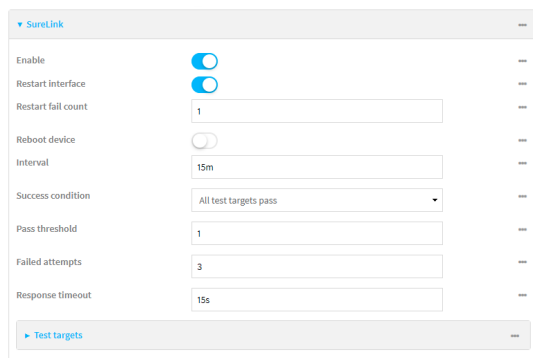 SureLink
Enable
Restart interface
Restart fail count
1
Reboot device
Interval
15m
Success condition
All test targets pass
Pass threshold
1
Failed attempts
3
Response timeout
15s
Test targets